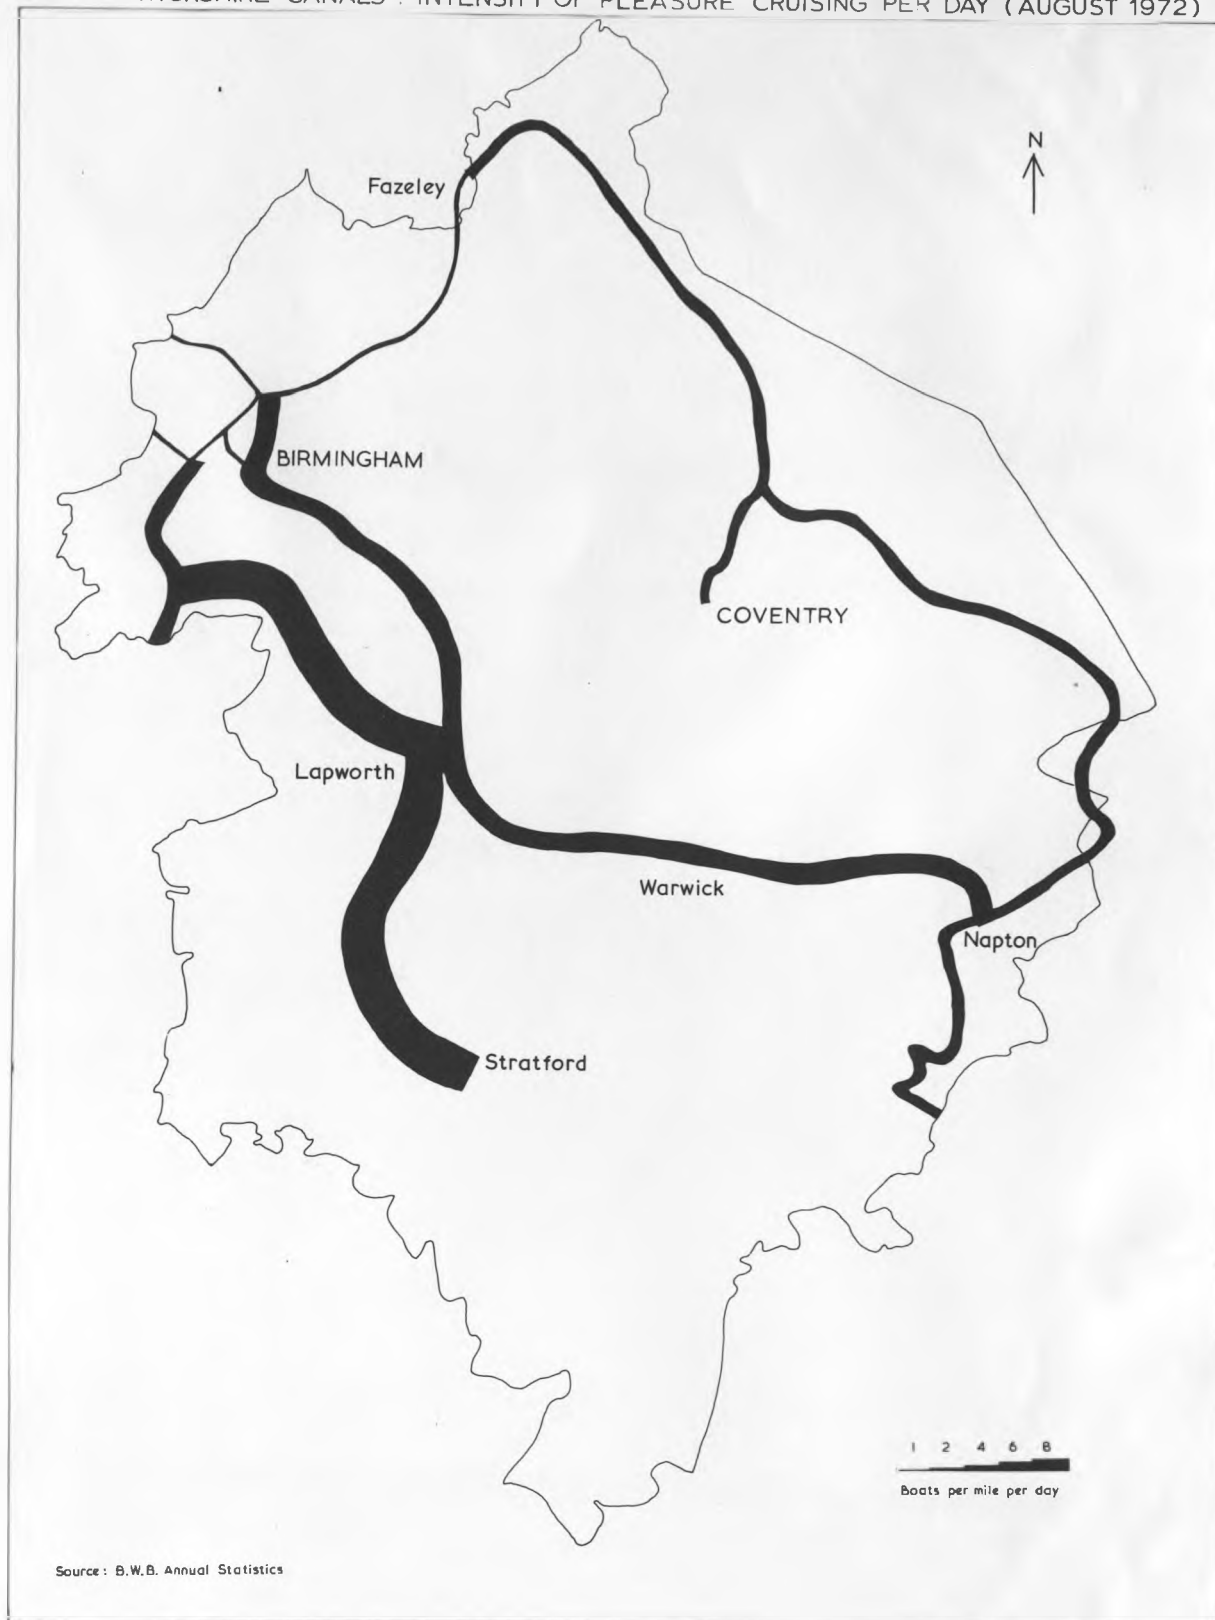 CANALS : INTENSITY OF PLEASURE CRUISING PER DAY (AUGUST 1972)
N
Fazeley
BIRMINGHAM
COVENTRY
Lapworth
Warwick
Napton
Stratford
1 2 4 6 8
Boats per mile per day
Source : B.W.B. Annual Statistics